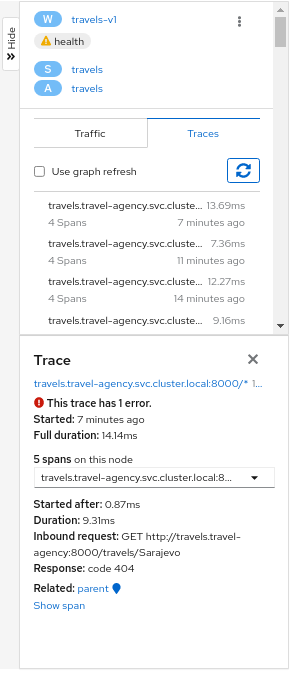 W travels-v1
health
Hide »
S travels
A travels
Traffic Traces
Use graph refresh
travels.travel-agency.svc.cluste... 13.69ms
4 Spans 7 minutes ago
travels.travel-agency.svc.cluste... 7.36ms
4 Spans 11 minutes ago
travels.travel-agency.svc.cluste... 12.27ms
4 Spans 14 minutes ago
travels.travel-agency.svc.cluste... 9.16ms
Trace
travels.travel-agency.svc.cluster.local:8000/* 1...
This trace has 1 error.
Started: 7 minutes ago
Full duration: 14.14ms
5 spans on this node
travels.travel-agency.svc.cluster.local:8...
Started after: 0.87ms
Duration: 9.31ms
Inbound request: GET http://travels.travel-
agency:8000/travels/Sarajevo
Response: code 404
Related: parent
Show span